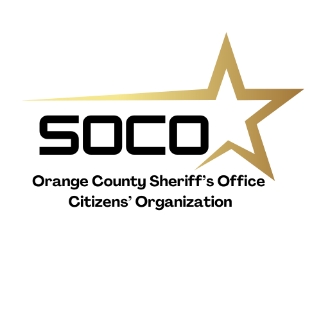 SOCO
Orange County Sheriff’s Office
Citizens’ Organization